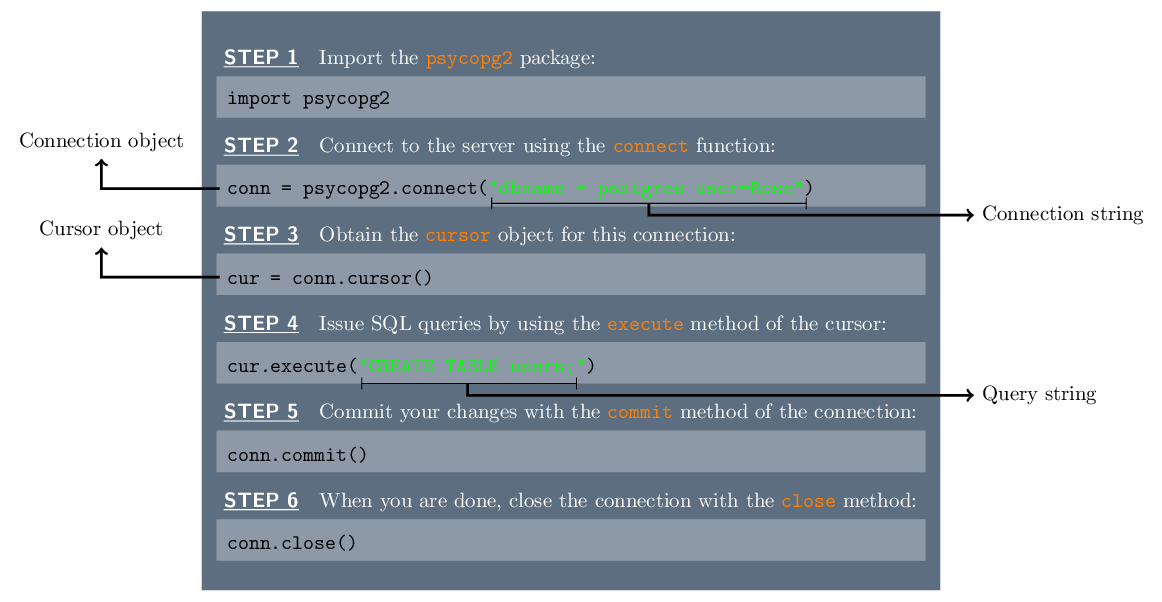 STEP 1 Import the psycopg2 package:
import psycopg2
STEP 2 Connect to the server using the connect function:
Connection object
conn = psycopg2.connect("dbname = postgres user=Rose")
Connection string
Cursor object
STEP 3 Obtain the cursor object for this connection:
cur = conn.cursor()
STEP 4 Issue SQL queries by using the execute method of the cursor:
cur.execute("CREATE TABLE users;")
Query string
STEP 5 Commit your changes with the commit method of the connection:
conn.commit()
STEP 6 When you are done, close the connection with the close method:
conn.close()